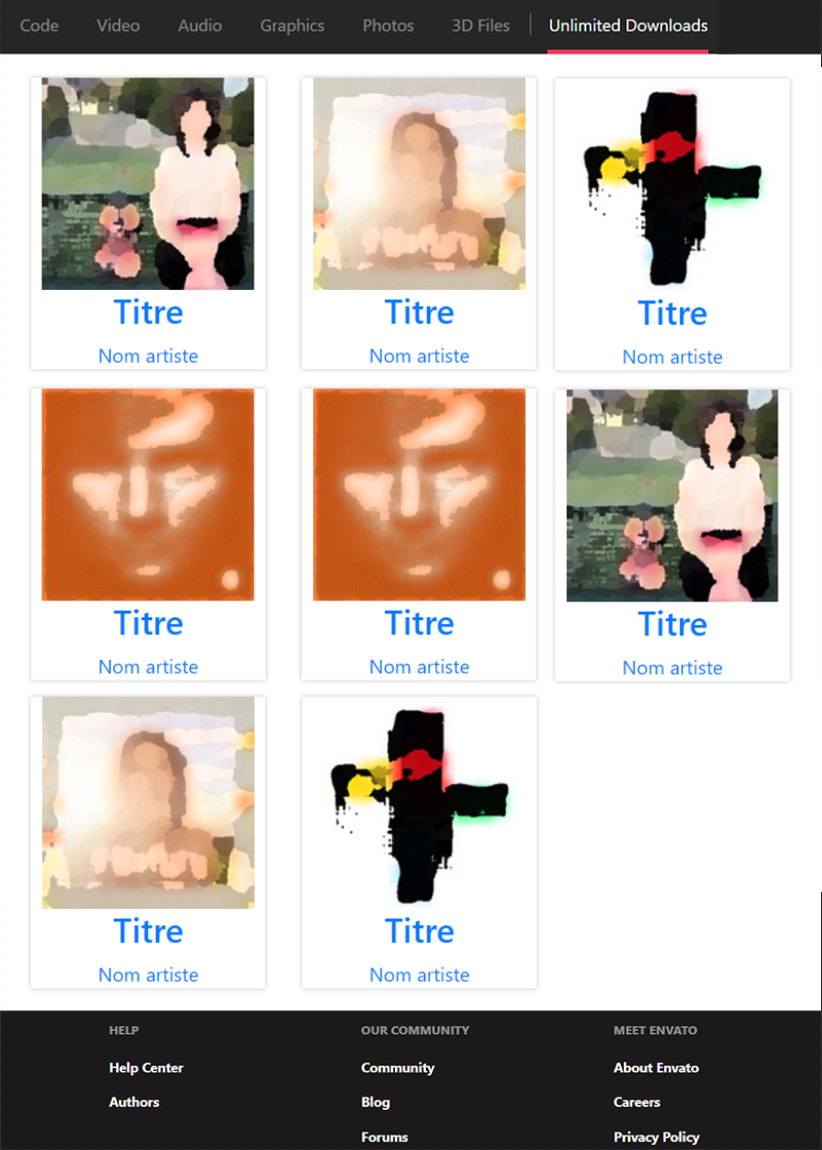 Code Video Audio Graphics Photos 3D Files Unlimited Downloads
Titre Titre Titre
Nom artiste Nom artiste Nom artiste
Titre Titre Titre
Nom artiste Nom artiste Nom artiste
Titre Titre
Nom artiste Nom artiste
HELP OUR COMMUNITY MEET ENVATO
Help Center Community About Envato
Authors Blog Careers
Forums Privacy Policy